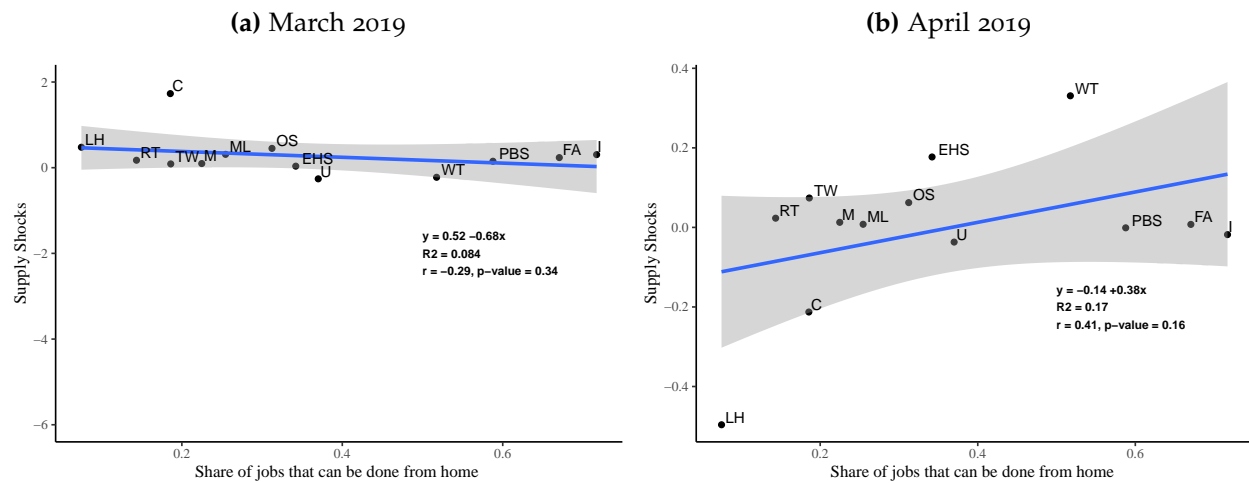 (a) March 2019
2
0
−2
−4
−6
Supply Shocks
C
LH
RT
TW
M
ML
OS
EHS
U
WT
PBS
FA
I
y = 0.52 −0.68x
R2 = 0.084
r = −0.29, p−value = 0.34
0.2
0.4
0.6
Share of jobs that can be done from home
(b) April 2019
0.4
0.2
0.0
−0.2
−0.4
Supply Shocks
WT
EHS
TW
RT
M
ML
OS
U
PBS
FA
I
C
LH
y = −0.14 +0.38x
R2 = 0.17
r = 0.41, p−value = 0.16
0.2
0.4
0.6
Share of jobs that can be done from home